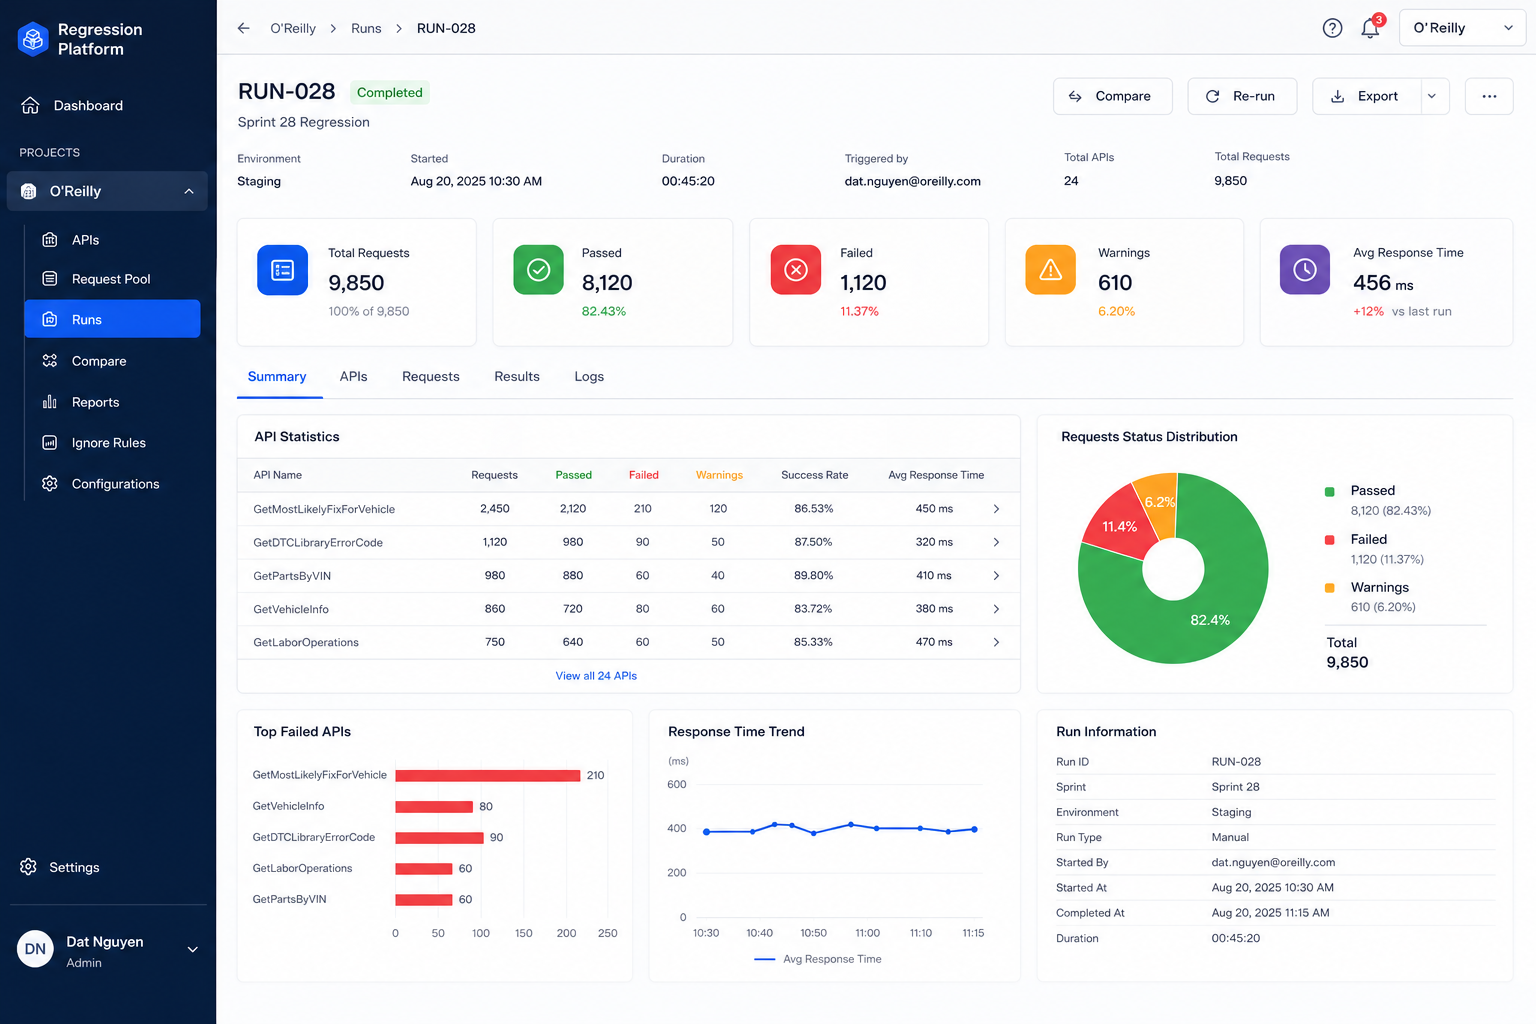 Regression
Platform
Dashboard
PROJECTS
O'Reilly
APIs
Request Pool
Runs
Compare
Reports
Ignore Rules
Configurations
Settings
DN
Dat Nguyen
Admin
O'Reilly > Runs > RUN-028
3
O'Reilly
RUN-028 Completed
Sprint 28 Regression
Compare Re-run Export ...
Environment Started Duration Triggered by Total APIs Total Requests
Staging Aug 20, 2025 10:30 AM 00:45:20 dat.nguyen@oreilly.com 24 9,850
Total Requests
9,850
100% of 9,850
Passed
8,120
82.43%
Failed
1,120
11.37%
Warnings
610
6.20%
Avg Response Time
456 ms
+12% vs last run
Summary APIs Requests Results Logs
API Statistics
API Name Requests Passed Failed Warnings Success Rate Avg Response Time
GetMostLikelyFixForVehicle 2,450 2,120 210 120 86.53% 450 ms
GetDTCLibraryErrorCode 1,120 980 90 50 87.50% 320 ms
GetPartsByVIN 980 880 60 40 89.80% 410 ms
GetVehicleInfo 860 720 80 60 83.72% 380 ms
GetLaborOperations 750 640 60 50 85.33% 470 ms
View all 24 APIs
Requests Status Distribution
6.2%
11.4%
82.4%
Passed
8,120 (82.43%)
Failed
1,120 (11.37%)
Warnings
610 (6.20%)
Total
9,850
Top Failed APIs
GetMostLikelyFixForVehicle 210
GetVehicleInfo 80
GetDTCLibraryErrorCode 90
GetLaborOperations 60
GetPartsByVIN 60
0 50 100 150 200 250
Response Time Trend
(ms)
600
400
200
0
10:30 10:40 10:50 11:00 11:10 11:15
Avg Response Time
Run Information
Run ID RUN-028
Sprint Sprint 28
Environment Staging
Run Type Manual
Started By dat.nguyen@oreilly.com
Started At Aug 20, 2025 10:30 AM
Completed At Aug 20, 2025 11:15 AM
Duration 00:45:20